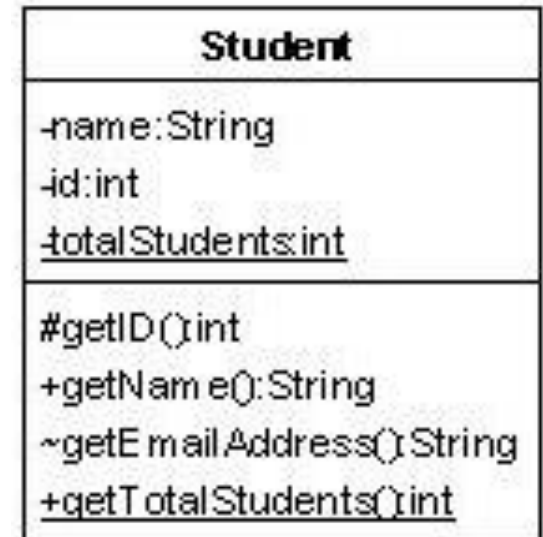 Student
-name:String
-id:int
-totalStudents:int
#getID():int
+getName():String
~getEmailAddress():String
+getTotalStudents():int